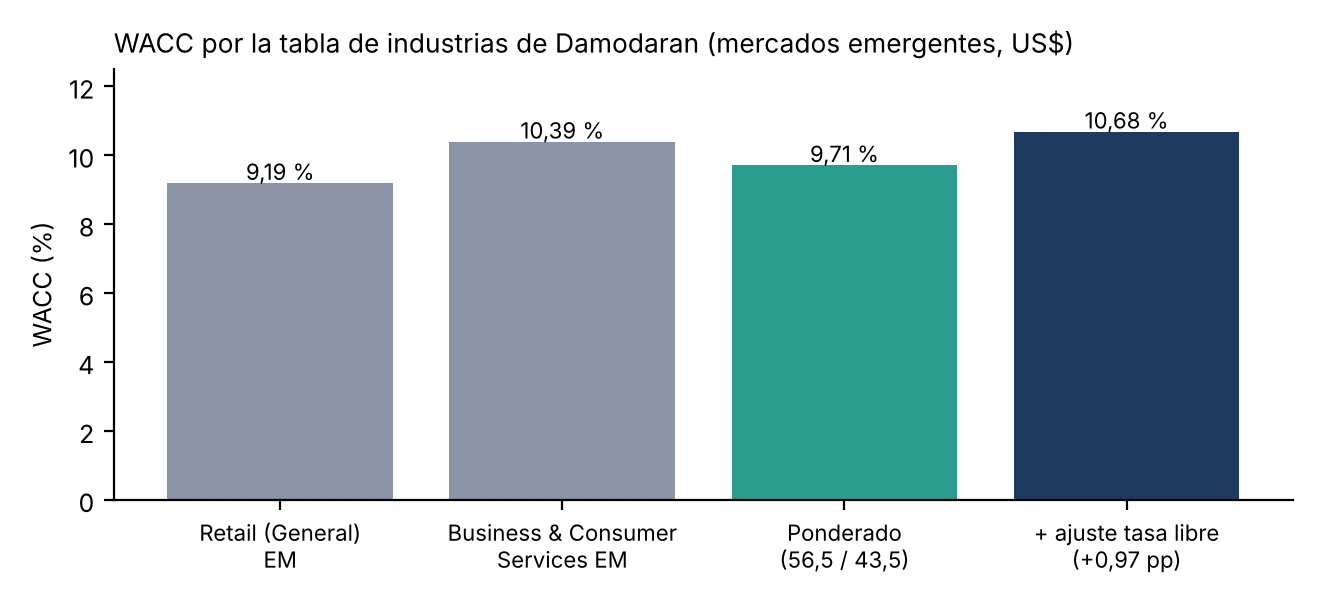 WACC por la tabla de industrias de Damodaran (mercados emergentes, US$)
WACC (%)
12
10
8
6
4
2
0
9,19 %
10,39 %
9,71 %
10,68 %
Retail (General)
EM
Business & Consumer
Services EM
Ponderado
(56,5 / 43,5)
+ ajuste tasa libre
(+0,97 pp)